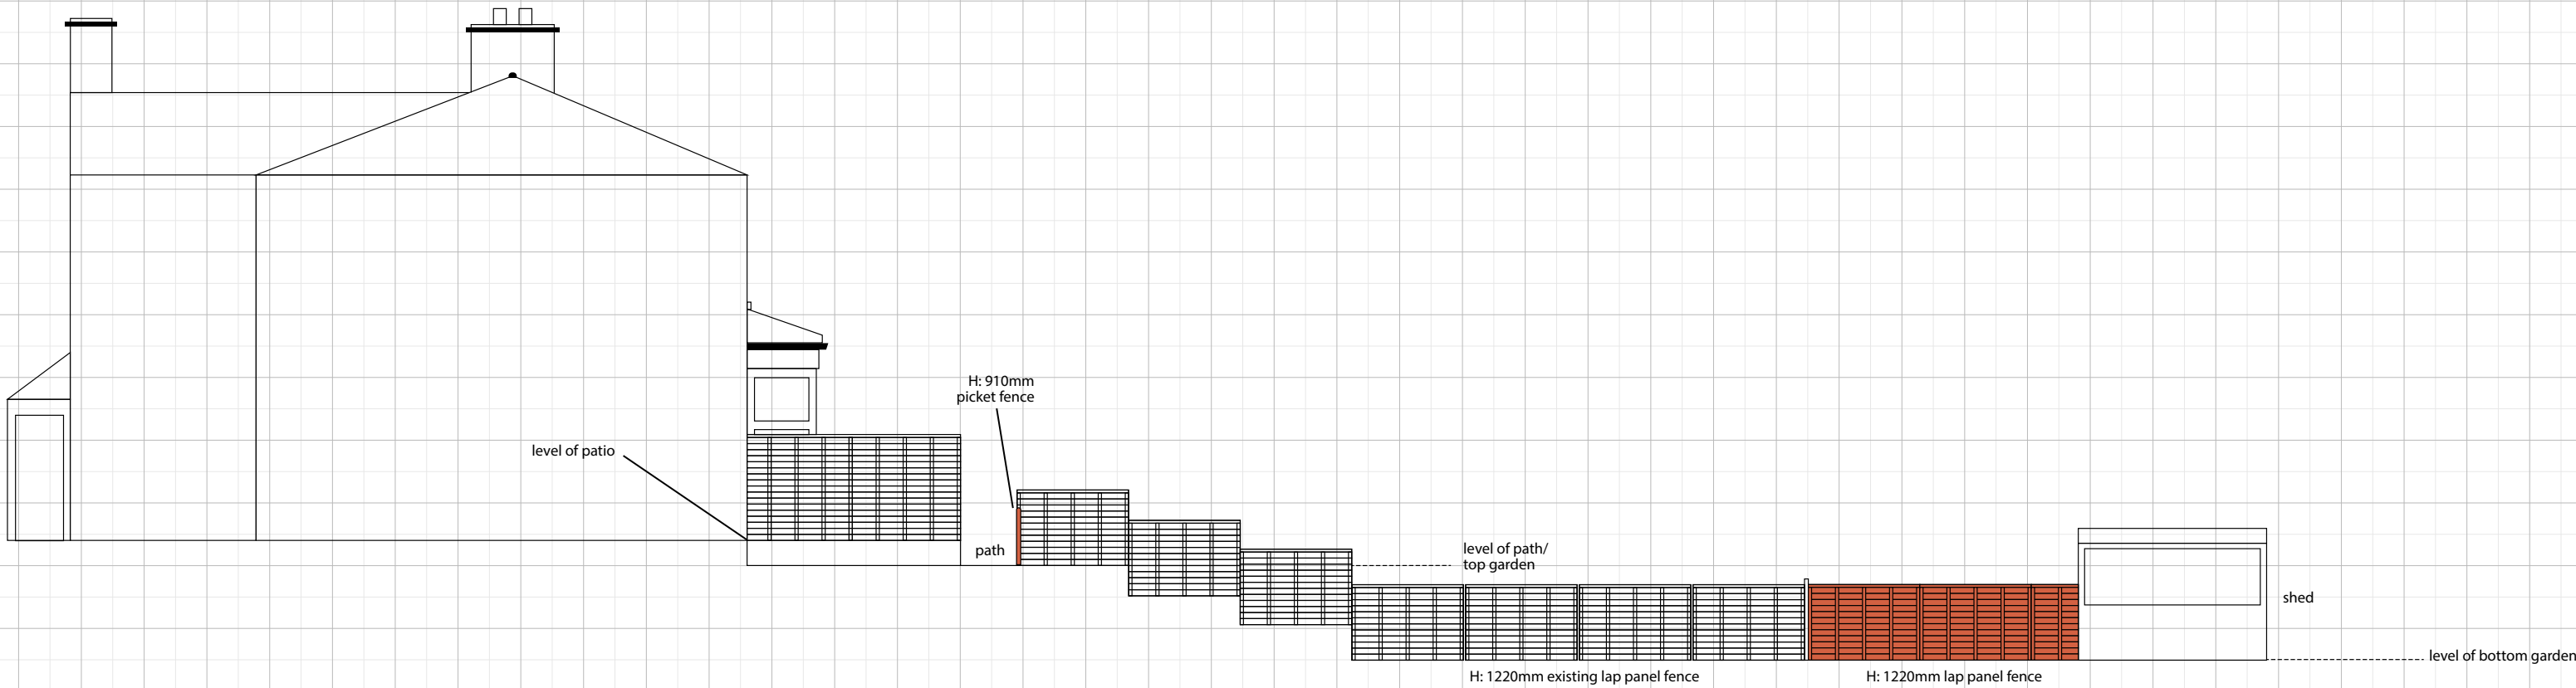 H: 910mm
picket fence
level of patio
path
level of path/
top garden
shed
level of bottom garden
H: 1220mm existing lap panel fence
H: 1220mm lap panel fence